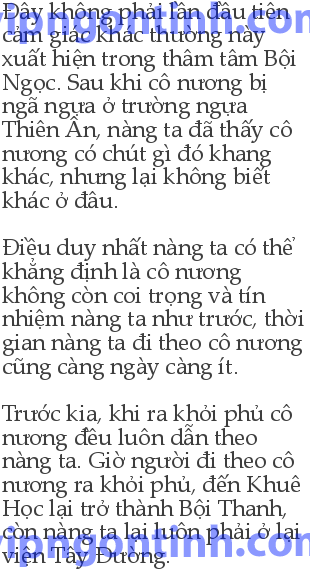 Đây không phải lần đầu tiên
cảm giác khác thường này
xuất hiện trong thâm tâm Bội
Ngọc. Sau khi cô nương bị
ngã ngựa ở trường ngựa
Thiên Ân, nàng ta đã thấy cô
nương có chút gì đó khang
khác, nhưng lại không biết
khác ở đâu.
Điều duy nhất nàng ta có thể
khẳng định là cô nương
không còn coi trọng và tín
nhiệm nàng ta như trước, thời
gian nàng ta đi theo cô nương
cũng càng ngày càng ít.
Trước kia, khi ra khỏi phủ cô
nương đều luôn dẫn theo
nàng ta. Giờ người đi theo cô
nương ra khỏi phủ, đến Khuê
Học lại trở thành Bội Thanh,
còn nàng ta lại luôn phải ở lại
viện Tây Đường.
vipngontinh.com
vipngontinh.com